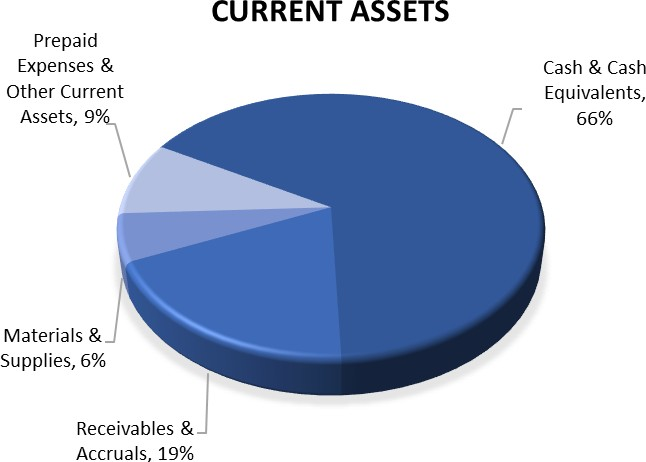 CURRENT ASSETS
Prepaid
Expenses &
Other Current
Assets, 9%
Cash & Cash
Equivalents,
66%
Materials &
Supplies, 6%
Receivables &
Accruals, 19%